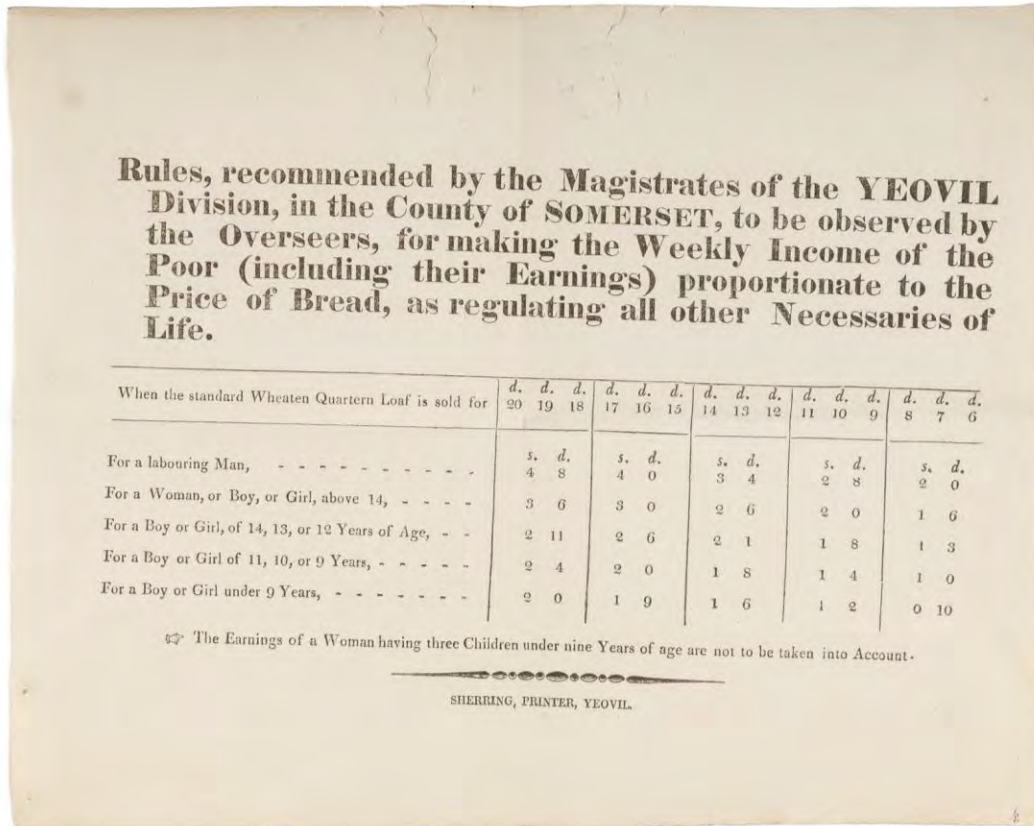 Rules, recommended by the Magistrates of the YEOVIL
Division, in the County of SOMERSET, to be observed by
the Overseers, for making the Weekly Income of the
Poor (including their Earnings) proportionate to the
Price of Bread, as regulating all other Necessaries of
Life.
d. d. d. d. d. d. d. d. d. d. d. d. d. d. d.
When the standard Wheaten Quartern Loaf is sold for 20 19 18 17 16 15 14 13 12 11 10 9 8 7 6
s. d. s. d. s. d. s. d. s. d.
For a labouring Man, - - - - - - - - - - 4 8 4 0 3 4 2 8 2 0
For a Woman, or Boy, or Girl, above 14, - - - - 3 6 3 0 2 6 2 0 1 6
For a Boy or Girl, of 14, 13, or 12 Years of Age, - - 2 11 2 6 2 1 1 8 1 3
For a Boy or Girl of 11, 10, or 9 Years, - - - - - 2 4 2 0 1 8 1 4 1 0
For a Boy or Girl under 9 Years, - - - - - - - 2 0 1 9 1 6 1 2 0 10
☞ The Earnings of a Woman having three Children under nine Years of age are not to be taken into Account.
SHERRING, PRINTER, YEOVIL.